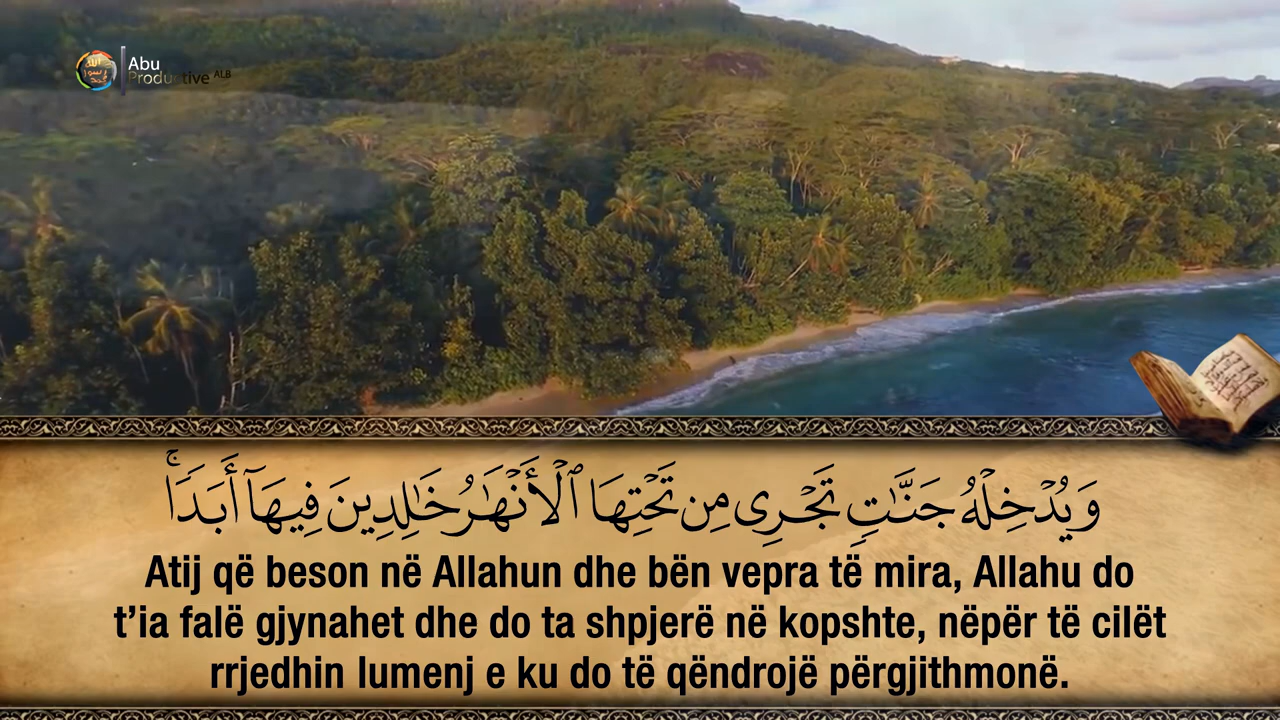 Abu
Productive ALB
وَيُدْخِلْهُ جَنَّـٰتٍ تَجْرِى مِن تَحْتِهَا ٱلْأَنْهَـٰرُ خَـٰلِدِينَ فِيهَآ أَبَدًۭا ۚ
Atij që beson në Allahun dhe bën vepra të mira, Allahu do
t’ia falë gjynahet dhe do ta shpjerë në kopshte, nëpër të cilët
rrjedhin lumenj e ku do të qëndrojë përgjithmonë.